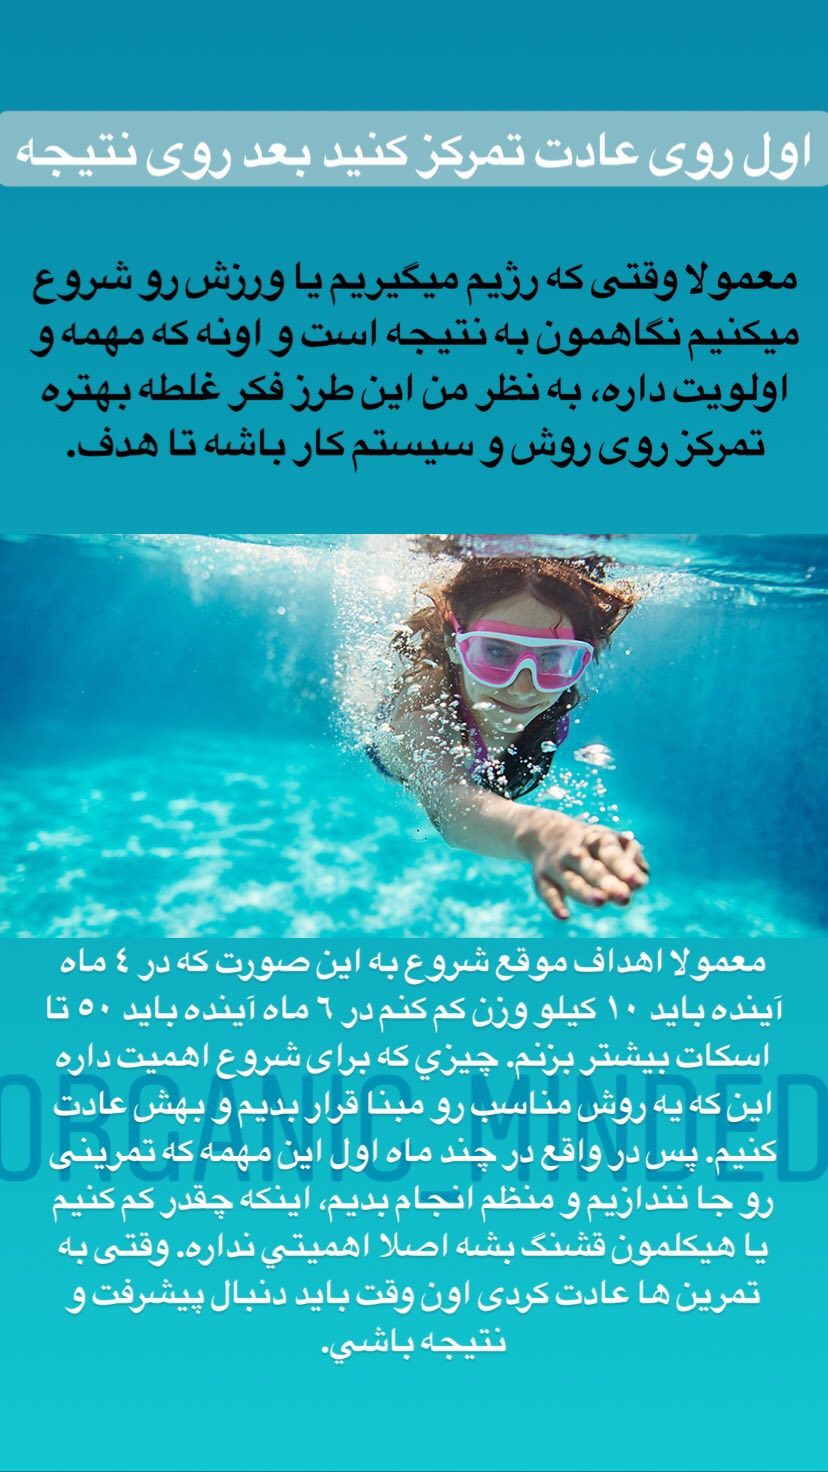 اول روی عادت تمرکز کنید بعد روی نتیجه
معمولا وقتی که رژیم میگیریم یا ورزش رو شروع
میکنیم نگاهمون به نتیجه است و اونه که مهمه و
اولویت داره، به نظر من این طرز فکر غلطه بهتره
تمرکز روی روش و سیستم کار باشه تا هدف.
معمولا اهداف موقع شروع به این صورت که در ٤ ماه
آینده باید ١٠ کیلو وزن کم کنم در ٦ ماه آینده باید ٥٠ تا
اسکات بیشتر بزنم. چیزي که برای شروع اهمیت داره
این که یه روش مناسب رو مبنا قرار بدیم و بهش عادت
کنیم. پس در واقع در چند ماه اول این مهمه که تمرینی
رو جا نندازیم و منظم انجام بدیم، اینکه چقدر کم کنیم
یا هیکلمون قشنگ بشه اصلا اهمیتي نداره. وقتی به
تمرین ها عادت کردی اون وقت باید دنبال پیشرفت و
نتیجه باشي.
ORGANIC_MINDED